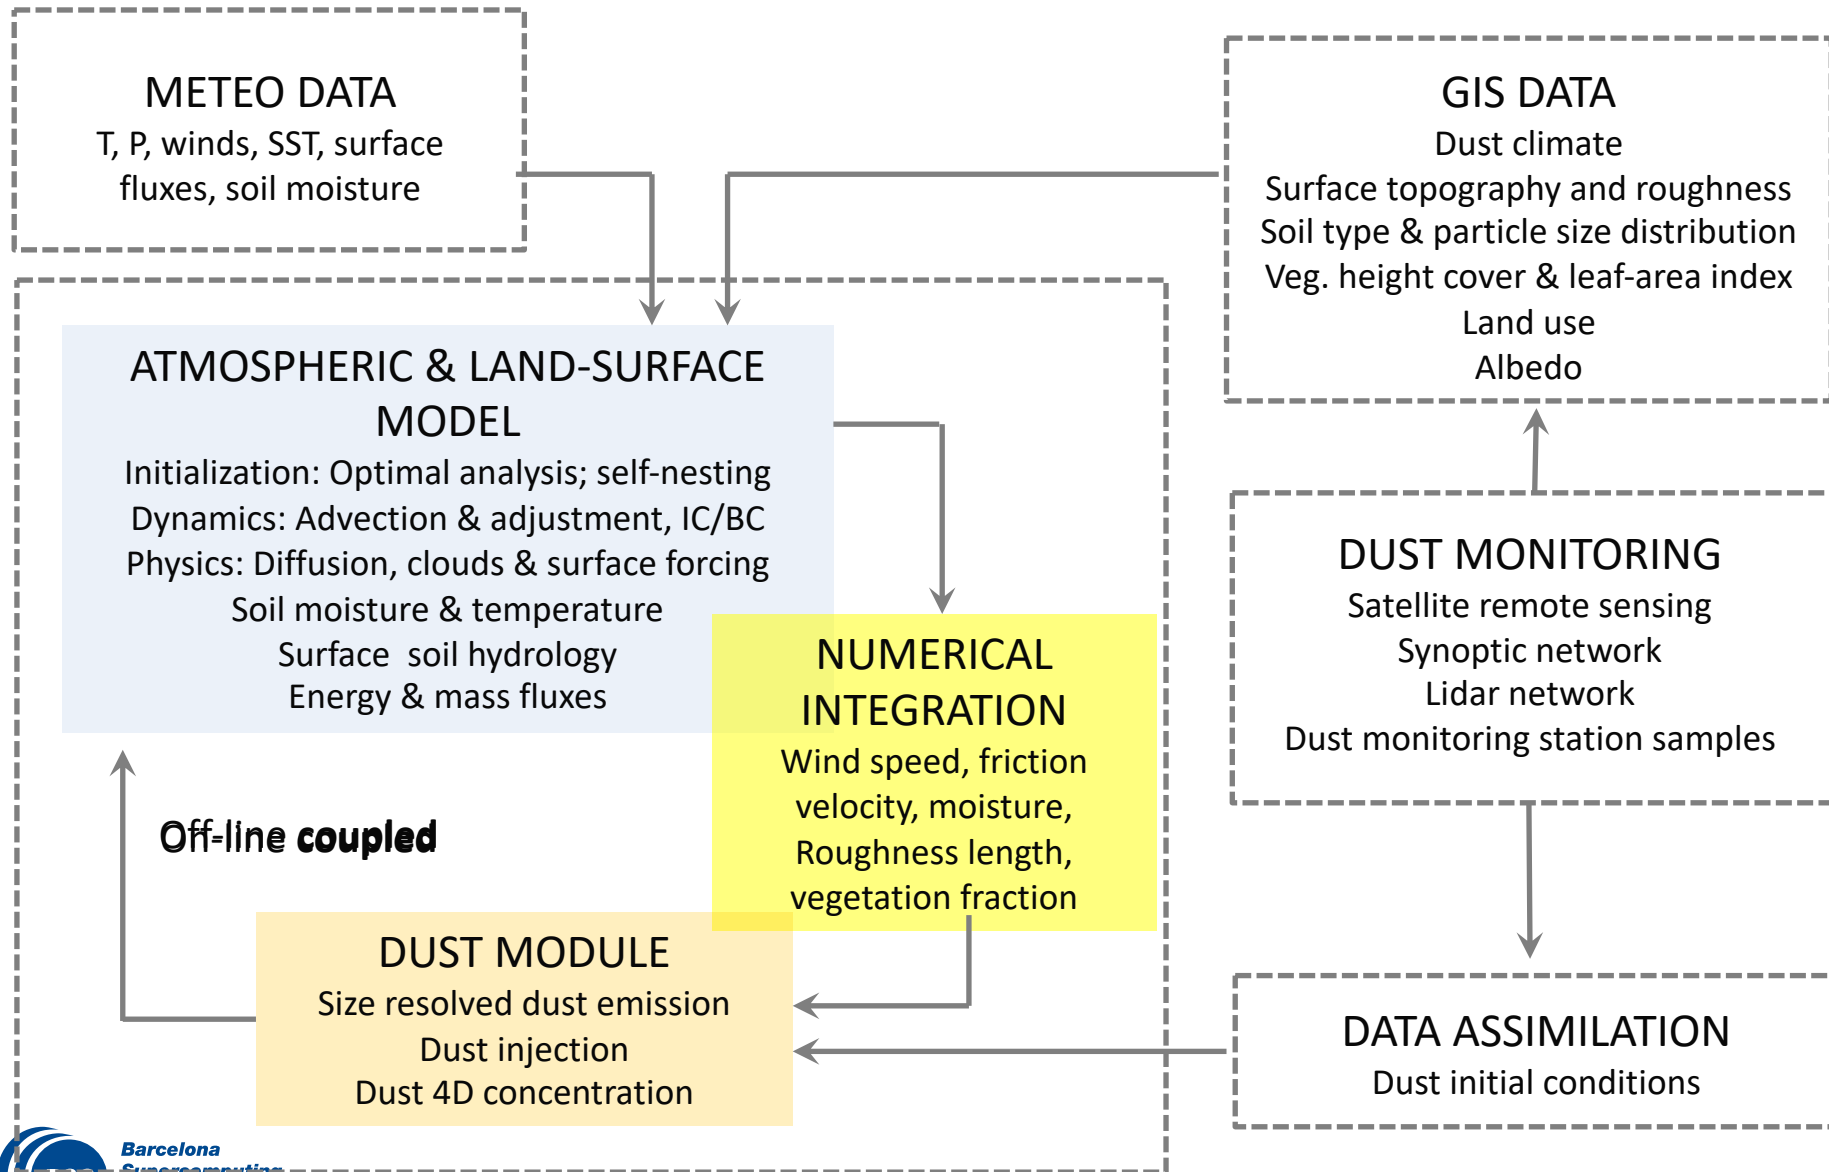 METEO DATA
T, P, winds, SST, surface
fluxes, soil moisture
GIS DATA
Dust climate
Surface topography and roughness
Soil type & particle size distribution
Veg. height cover & leaf-area index
Land use
Albedo
ATMOSPHERIC & LAND-SURFACE
MODEL
Initialization: Optimal analysis; self-nesting
Dynamics: Advection & adjustment, IC/BC
Physics: Diffusion, clouds & surface forcing
Soil moisture & temperature
Surface soil hydrology
Energy & mass fluxes
NUMERICAL
INTEGRATION
Wind speed, friction
velocity, moisture,
Roughness length,
vegetation fraction
DUST MONITORING
Satellite remote sensing
Synoptic network
Lidar network
Dust monitoring station samples
Off-line coupled
DUST MODULE
Size resolved dust emission
Dust injection
Dust 4D concentration
DATA ASSIMILATION
Dust initial conditions
Barcelona
Supercomputing